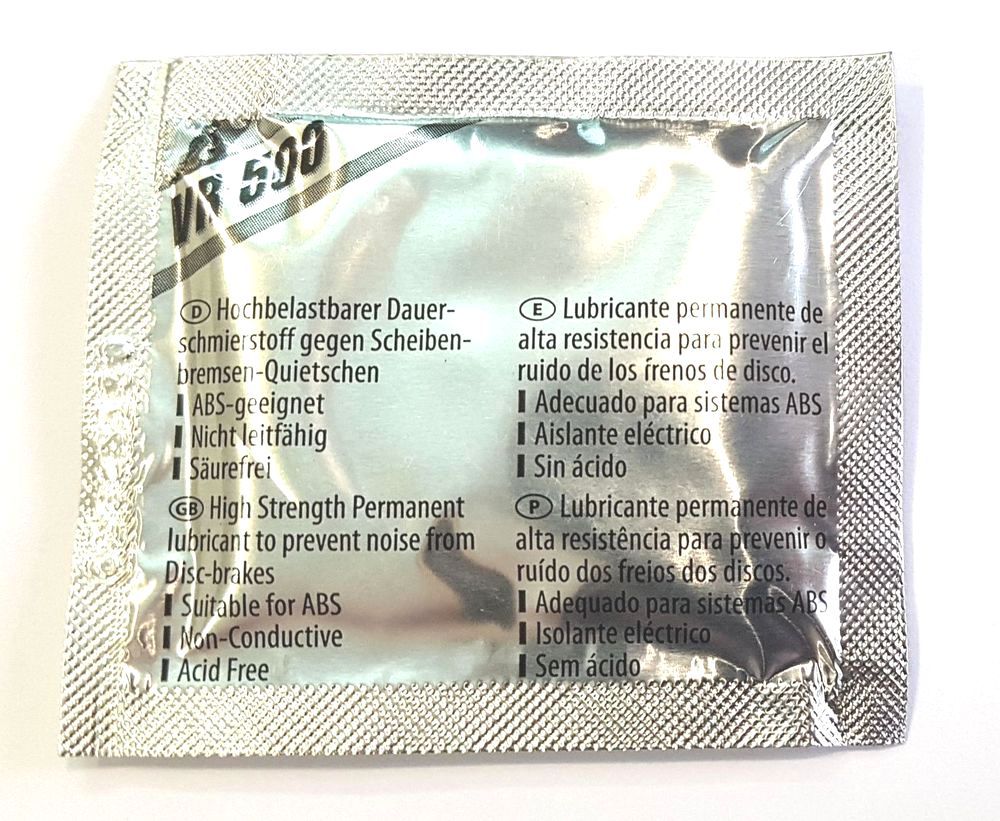 VR 500
D Hochbelastbarer Dauer-
schmierstoff gegen Scheiben-
bremsen-Quietschen
ABS-geeignet
Nicht leitfähig
Säurefrei
GB High Strength Permanent
lubricant to prevent noise from
Disc-brakes
Suitable for ABS
Non-Conductive
Acid Free
E Lubricante permanente de
alta resistencia para prevenir el
ruido de los frenos de disco.
Adecuado para sistemas ABS
Aislante eléctrico
Sin ácido
P Lubricante permanente de
alta resistência para prevenir o
ruído dos freios dos discos.
Adequado para sistemas ABS
Isolante eléctrico
Sem ácido